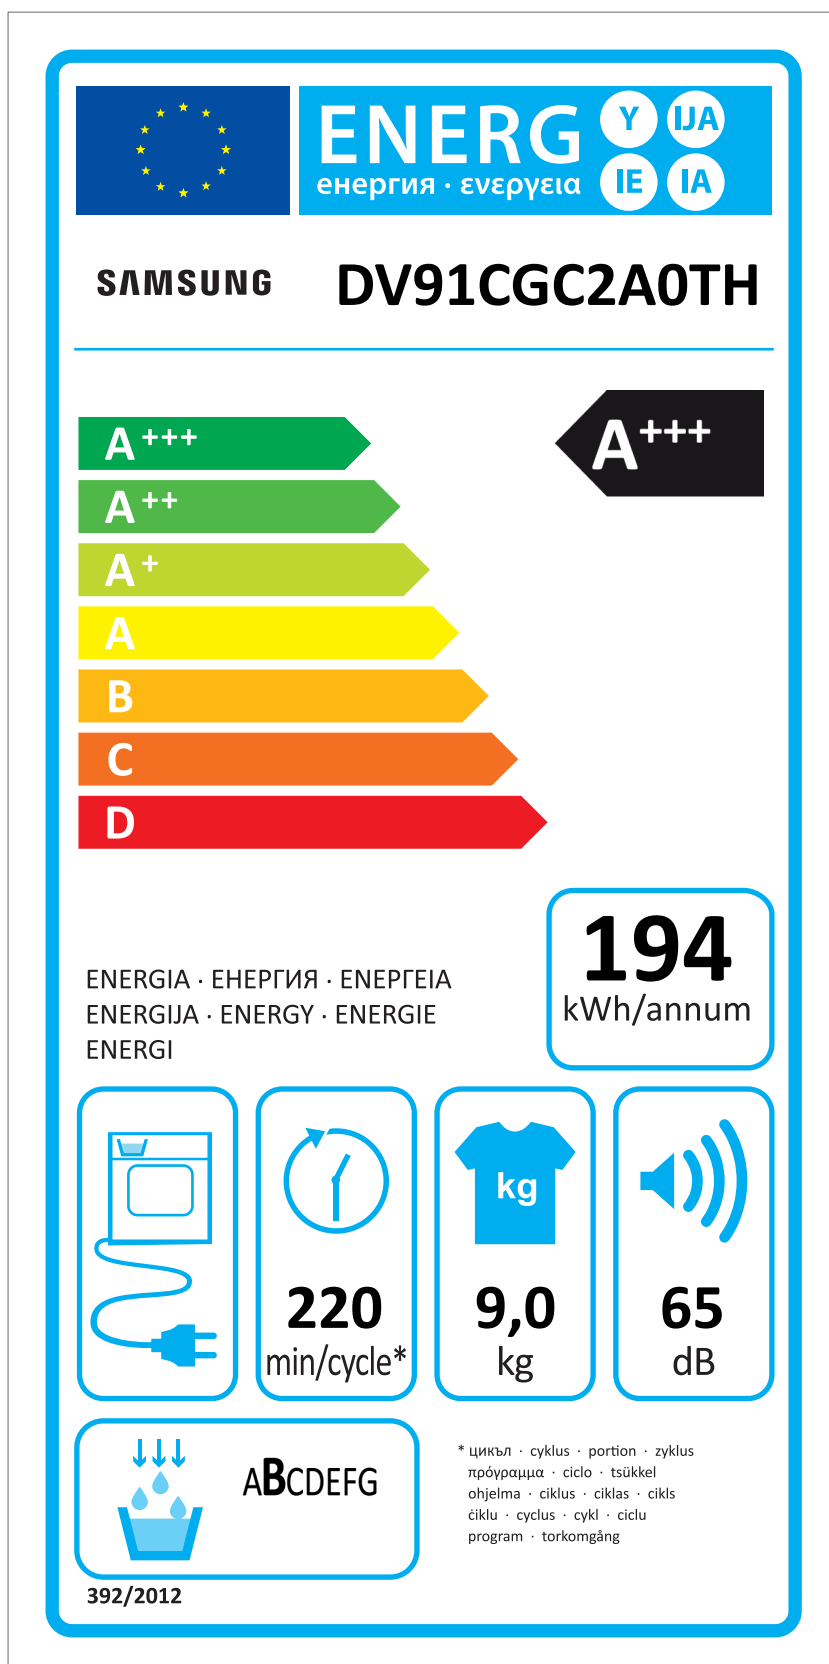 ENERG
енергия · ενεργεια
Y
IJA
IE
IA
SAMSUNG
DV91CGC2A0TH
A+++
A+++
A++
A+
A
B
C
D
194
kWh/annum
ENERGIA · ЕНЕРГИЯ · ΕΝΕΡΓΕΙΑ
ENERGIJA · ENERGY · ENERGIE
ENERGI
kg
220
min/cycle*
9,0
kg
65
dB
ABCDEFG
* цикъл · cyklus · portion · zyklus
πρόγραμμα · ciclo · tsükkel
ohjelma · ciklus · ciklas · cikls
ċiklu · cyclus · cykl · ciclu
program · torkomgång
392/2012